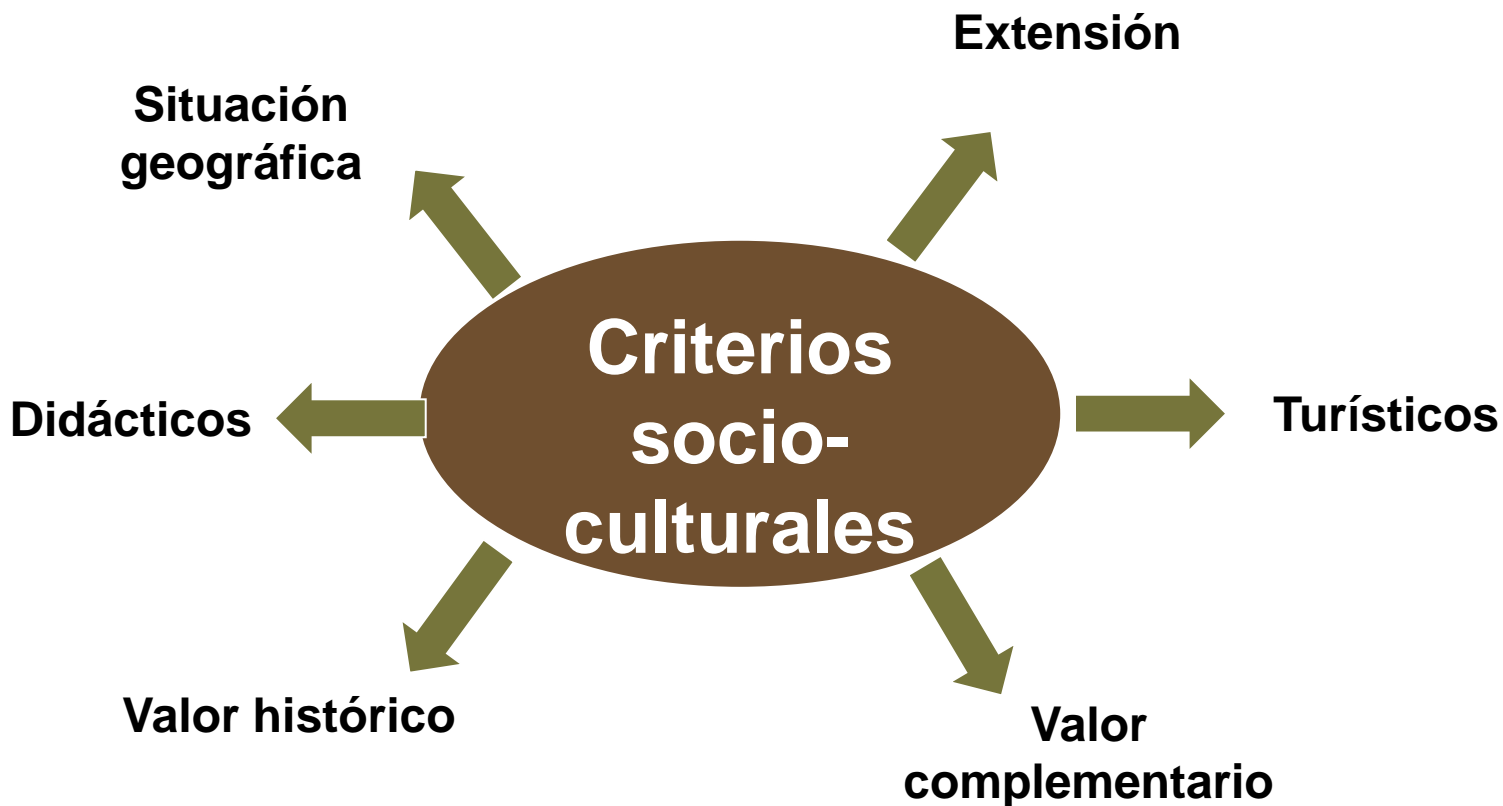 Extensión
Situación
geográfica
Criterios
socio-
culturales
Didácticos
Turísticos
Valor histórico
Valor
complementario